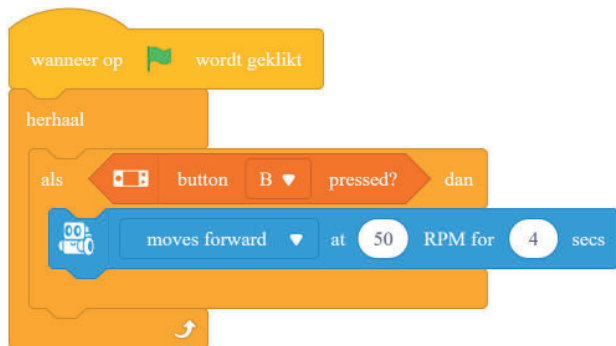 wanneer op wordt geklikt
herhaal
als button B pressed? dan
moves forward at 50 RPM for 4 secs